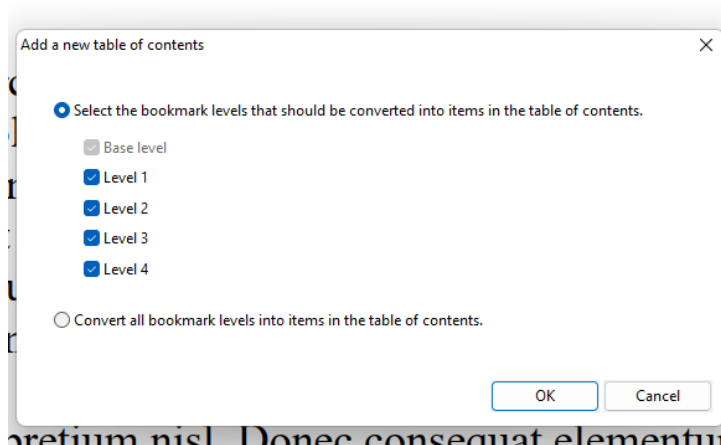 Add a new table of contents
Select the bookmark levels that should be converted into items in the table of contents.
Base level
Level 1
Level 2
Level 3
Level 4
Convert all bookmark levels into items in the table of contents.
OK
Cancel
pretium nisl. Donec consequat